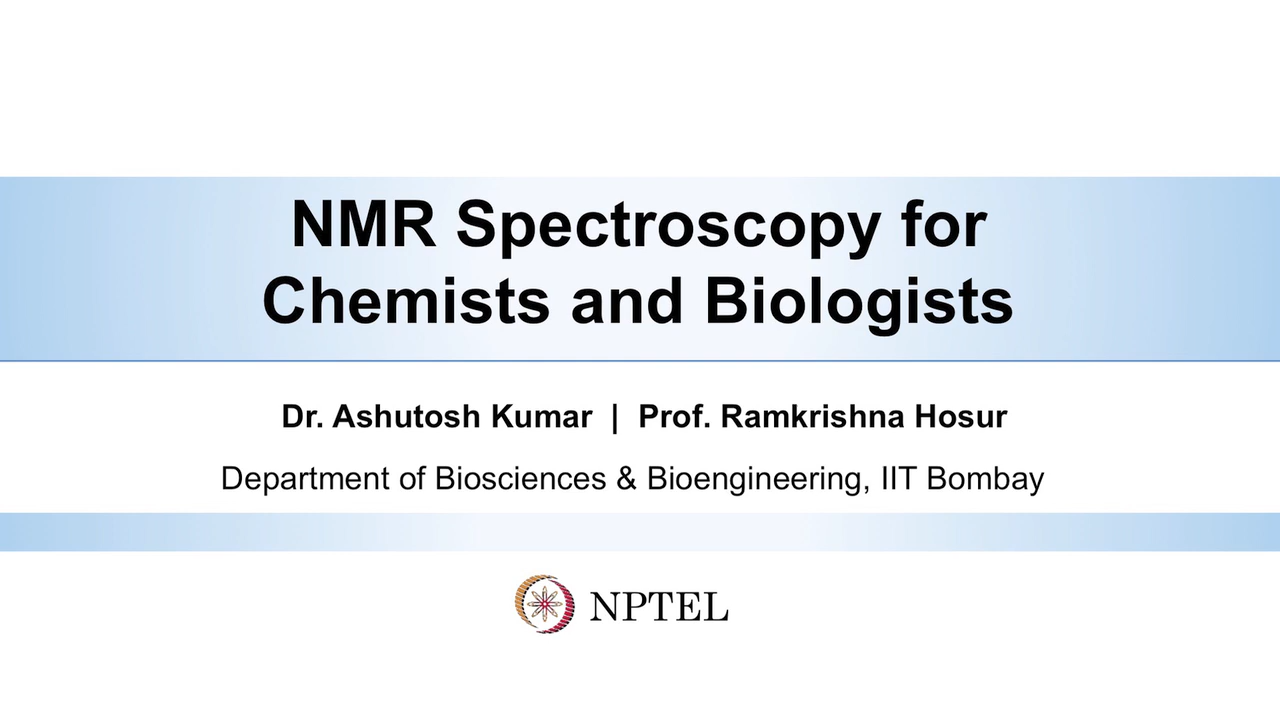 NMR Spectroscopy for
Chemists and Biologists
Dr. Ashutosh Kumar | Prof. Ramkrishna Hosur
Department of Biosciences & Bioengineering, IIT Bombay
NPTEL